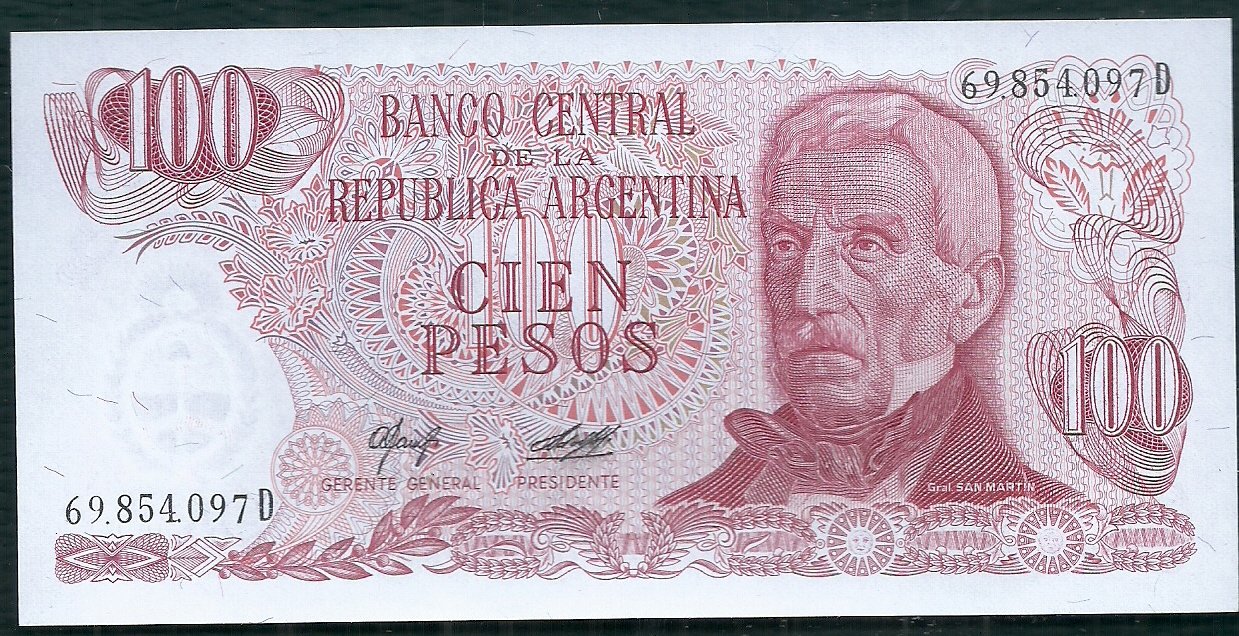 100
69.854.097 D
BANCO CENTRAL
DE LA
REPUBLICA ARGENTINA
100
CIEN
PESOS
100
GERENTE GENERAL PRESIDENTE
Gral. SAN MARTIN
69.854.097 D